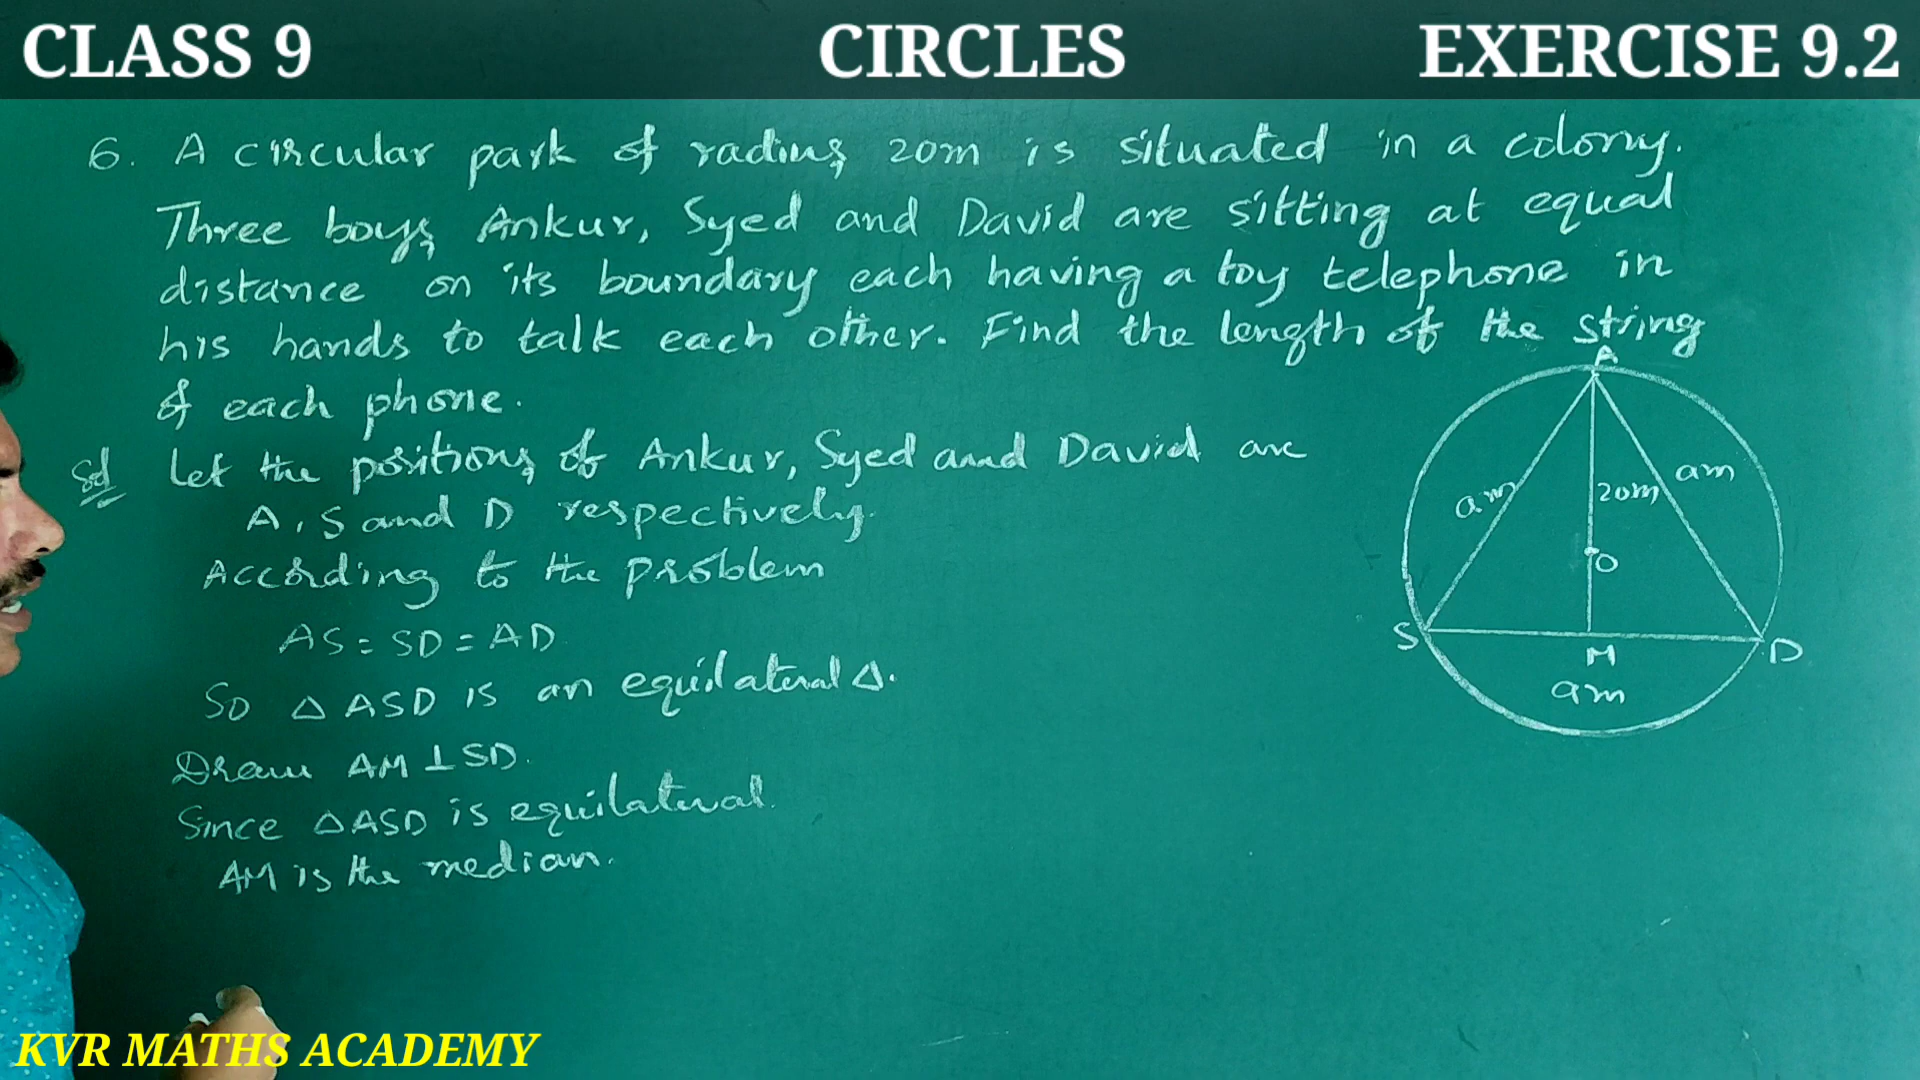 CLASS 9 CIRCLES EXERCISE 9.2
6. A circular park of radius 20m is situated in a colony.
Three boys Ankur, Syed and David are sitting at equal
distance on its boundary each having a toy telephone in
his hands to talk each other. Find the length of the string
of each phone.
Sol Let the positions of Ankur, Syed and David are
A, S and D respectively.
According to the problem
AS = SD = AD
So △ ASD is an equilateral △.
Draw AM ⊥ SD.
Since △ASD is equilateral.
AM is the median.
A
am 20m am
O
S M D
am
KVR MATHS ACADEMY